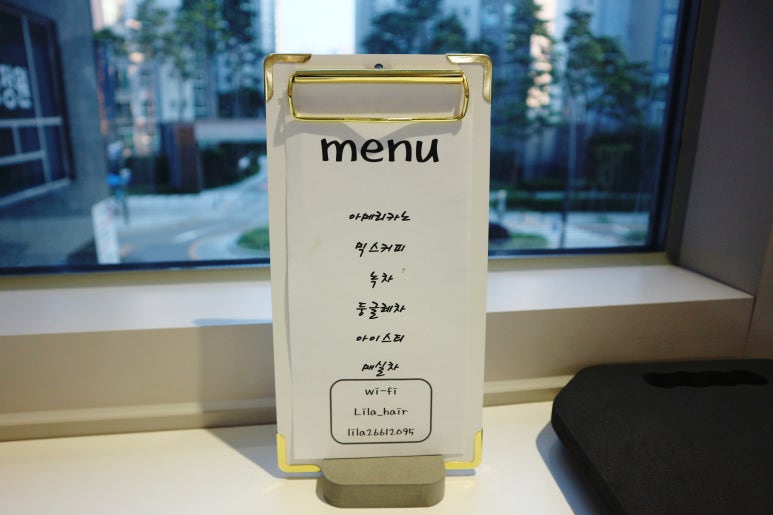 menu
아메리카노
믹스커피
녹차
둥글레차
아이스티
매실차
wi-fi
Lila_hair
lila26612095